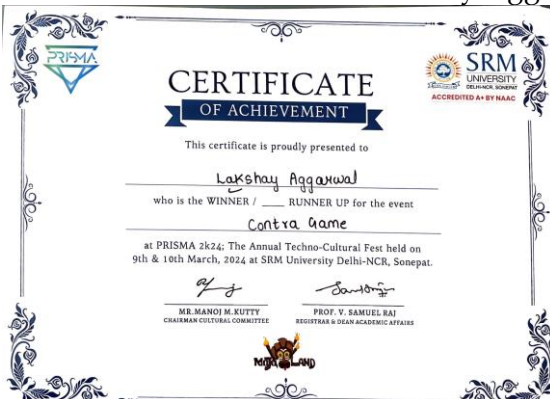 PRISMA
SRM
UNIVERSITY
DELHI-NCR, SONEPAT
ACCREDITED A+ BY NAAC
CERTIFICATE
OF ACHIEVEMENT
This certificate is proudly presented to
Lakshay Aggarwal
who is the WINNER / ____ RUNNER UP for the event
Contra Game
at PRISMA 2k24; The Annual Techno-Cultural Fest held on
9th & 10th March, 2024 at SRM University Delhi-NCR, Sonepat.
MR.MANOJ M.KUTTY
CHAIRMAN CULTURAL COMMITTEE
PROF. V. SAMUEL RAJ
REGISTRAR & DEAN ACADEMIC AFFAIRS